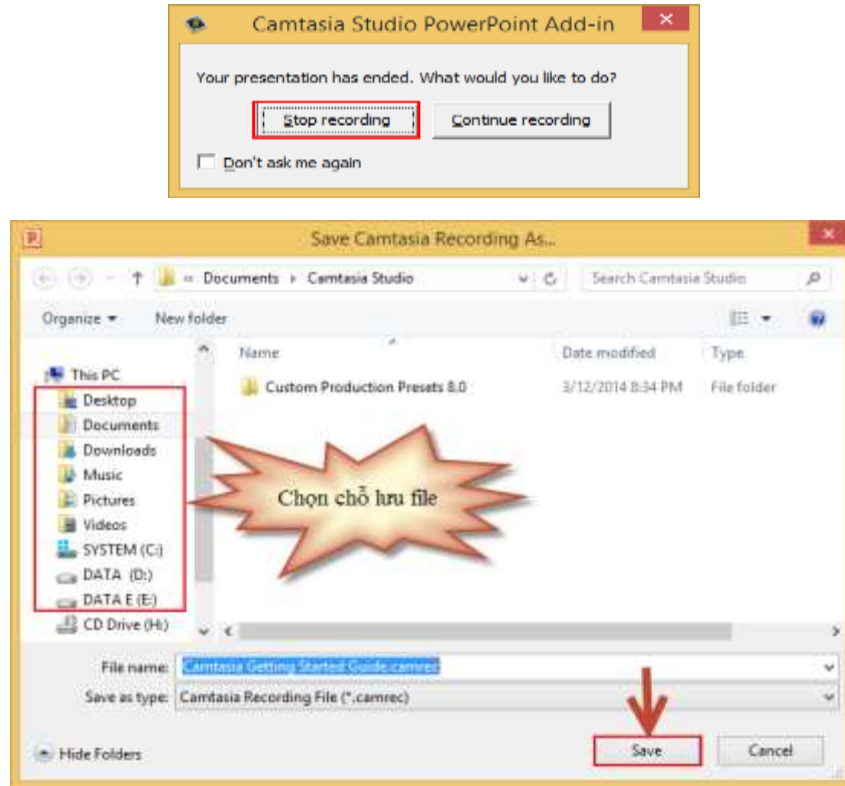 Camtasia Studio PowerPoint Add-in
Your presentation has ended. What would you like to do?
Stop recording Continue recording
Don't ask me again
Save Camtasia Recording As...
« Documents Camtasia Studio Search Camtasia Studio
Organize New folder
Name Date modified Type
This PC
Custom Production Presets 8.0 3/12/2014 8:34 PM File folder
Desktop
Documents
Downloads
Music
Pictures
Chọn chỗ lưu file
Videos
SYSTEM (C:)
DATA (D:)
DATA E (E:)
CD Drive (H:)
File name: Camtasia Getting Started Guide.camrec
Save as type: Camtasia Recording File (*.camrec)
Hide Folders Save Cancel